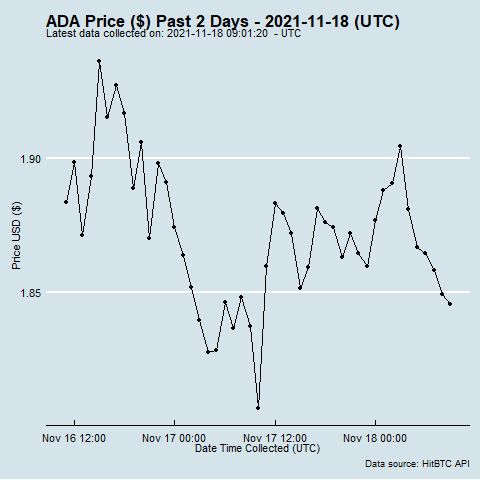 ADA Price ($) Past 2 Days - 2021-11-18 (UTC)
Latest data collected on: 2021-11-18 09:01:20 - UTC
1.90
Price USD ($)
1.85
Nov 16 12:00 Nov 17 00:00 Nov 17 12:00 Nov 18 00:00
Date Time Collected (UTC)
Data source: HitBTC API